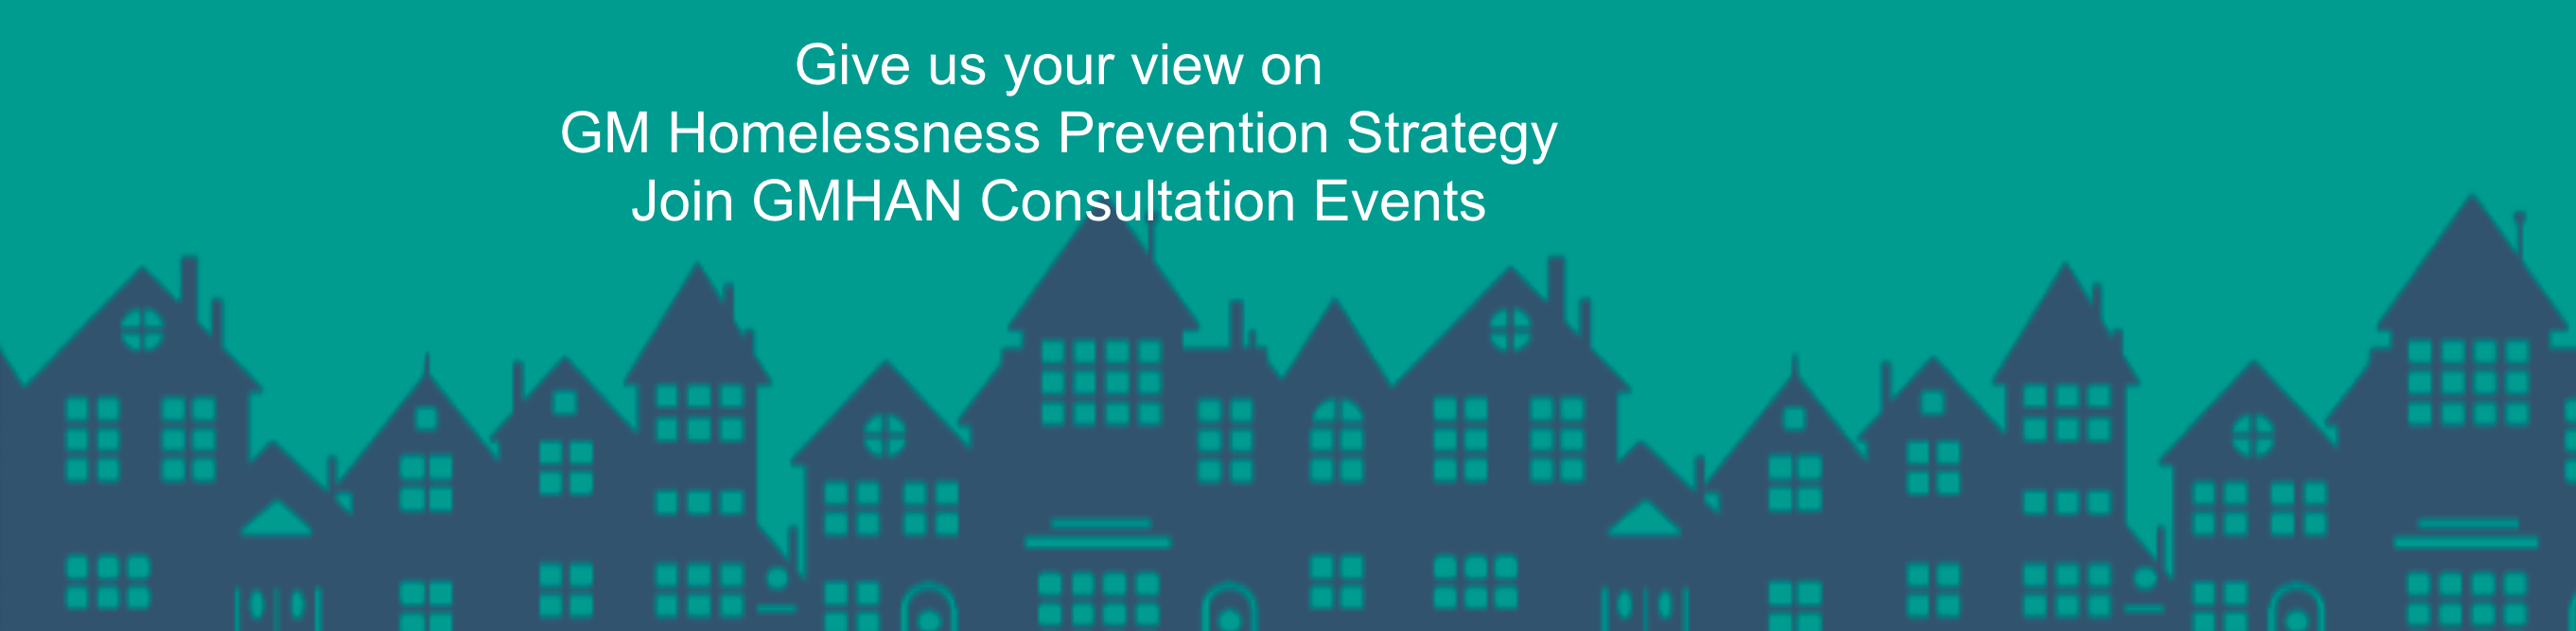 Give us your view on
GM Homelessness Prevention Strategy
Join GMHAN Consultation Events